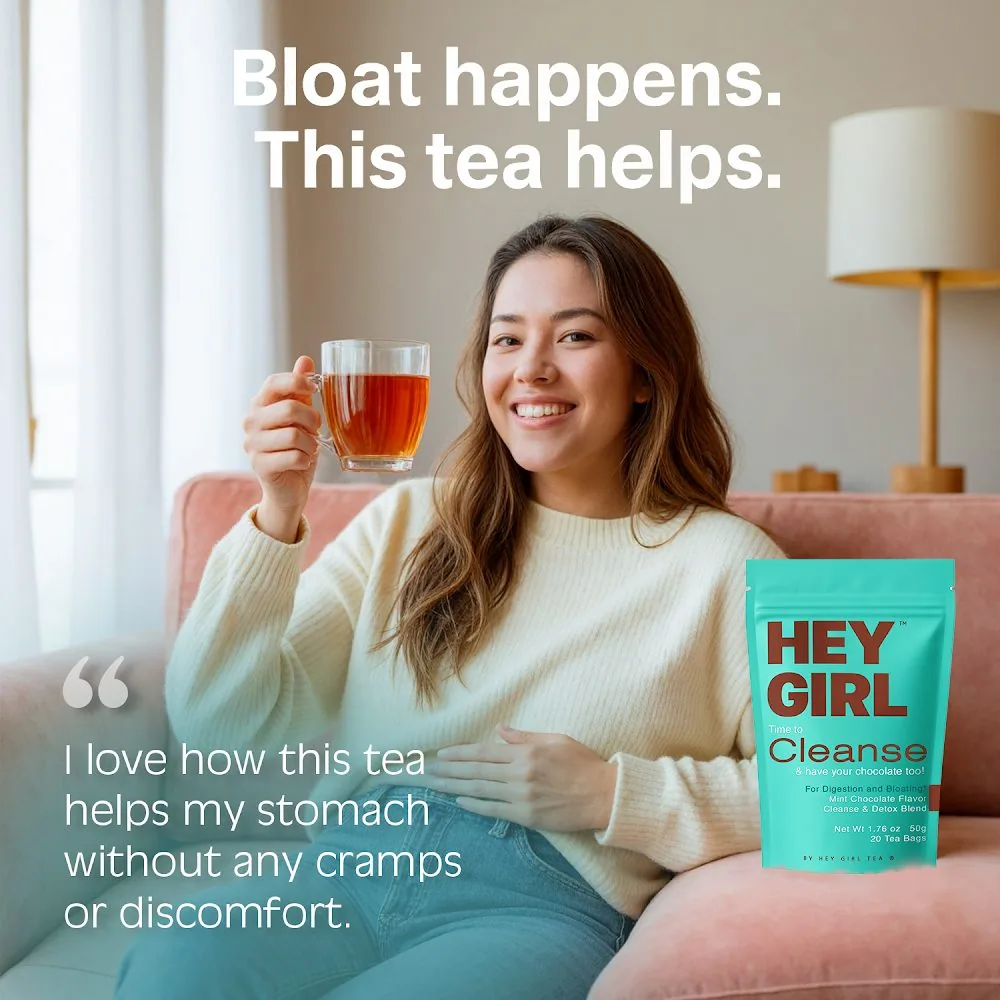 Bloat happens.
This tea helps.
“
I love how this tea
helps my stomach
without any cramps
or discomfort.
HEY™
GIRL
Time to
Cleanse
& have your chocolate too!
For Digestion and Bloating*
Mint Chocolate Flavor
Cleanse & Detox Blend
Net Wt 1.76 oz 50g
20 Tea Bags
BY HEY GIRL TEA ®